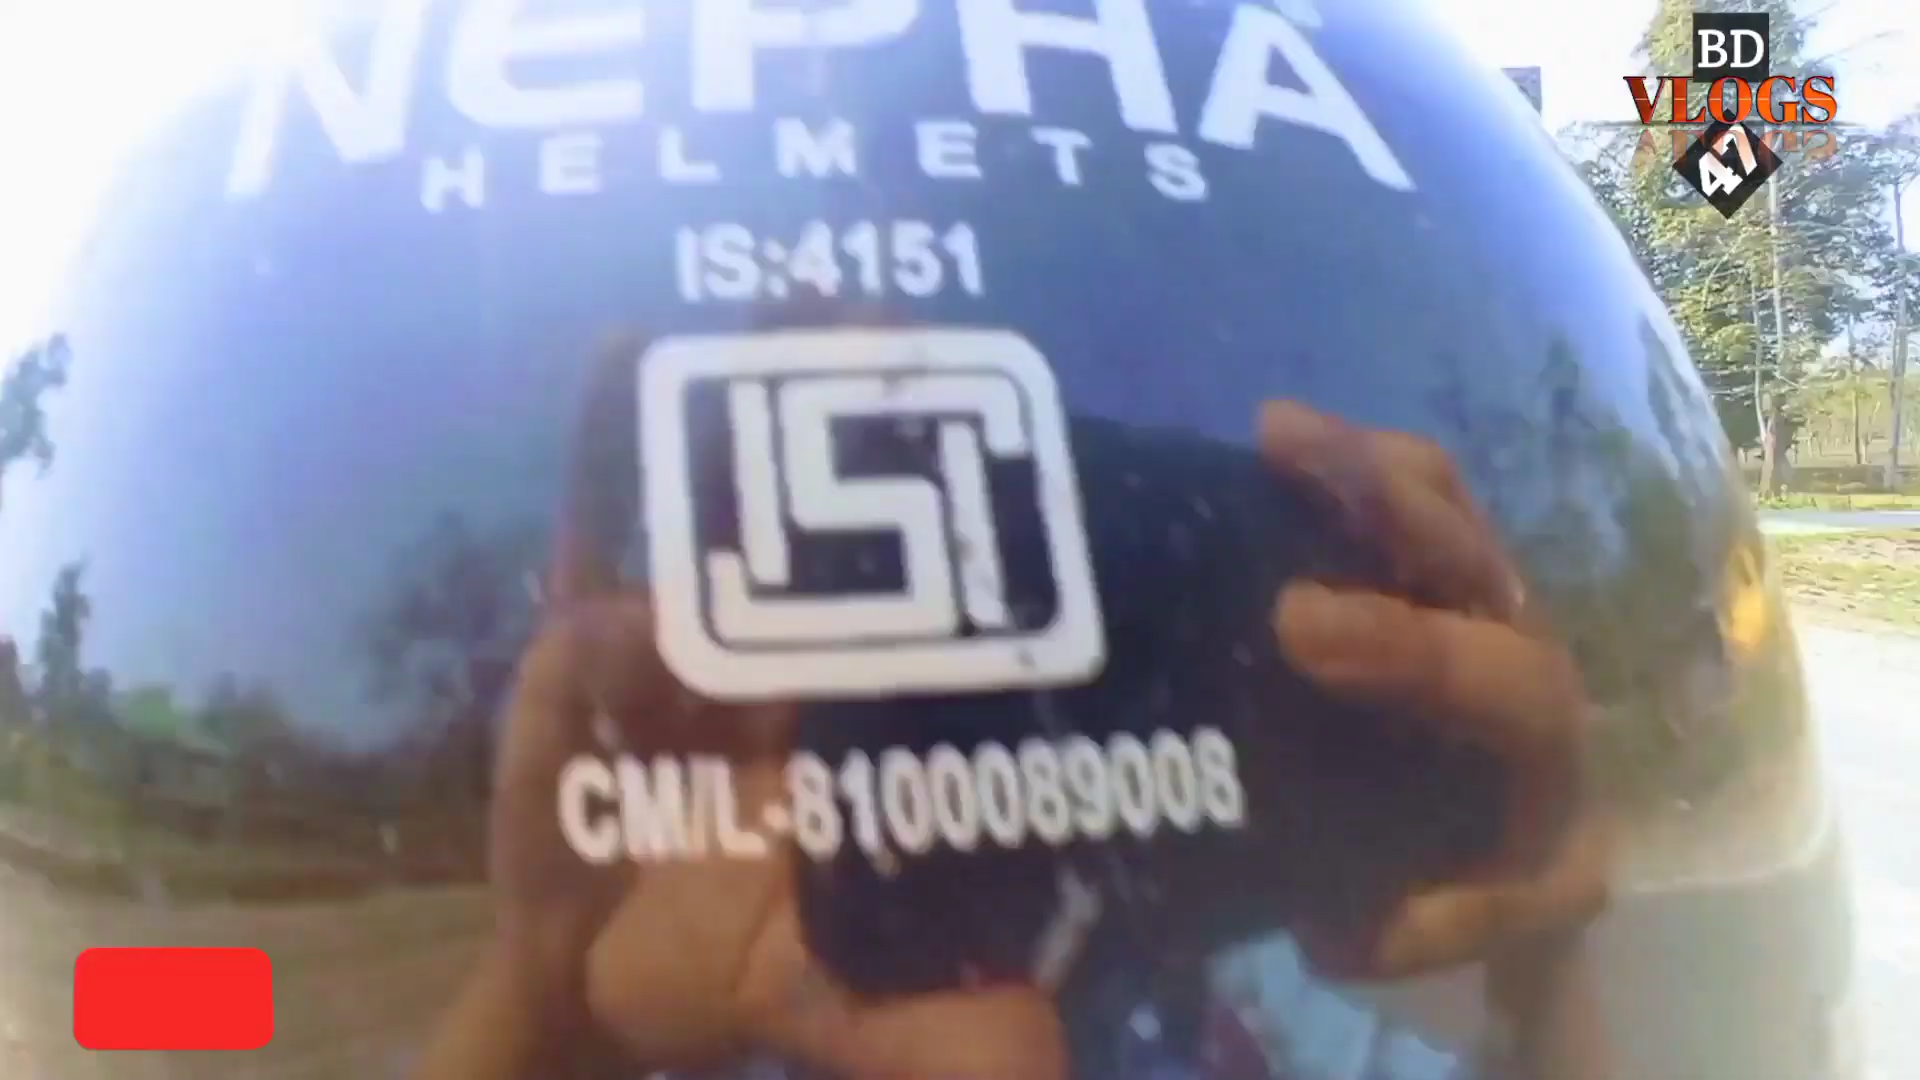 NEPHA
HELMETS
IS:4151
ISI
CM/L-8100089008
BD
VLOGS
47